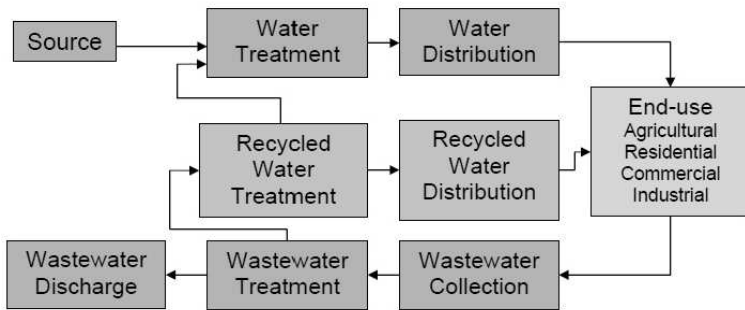 Source
Water
Treatment
Water
Distribution
End-use
Agricultural
Residential
Commercial
Industrial
Recycled
Water
Treatment
Recycled
Water
Distribution
Wastewater
Discharge
Wastewater
Treatment
Wastewater
Collection